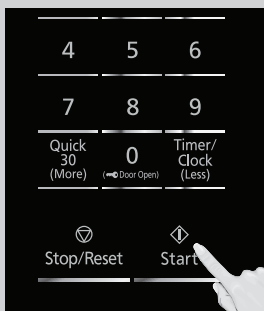 4 5 6
7 8 9
Quick Timer/
30 0 Clock
(More) (Door Open) (Less)
Stop/Reset Start